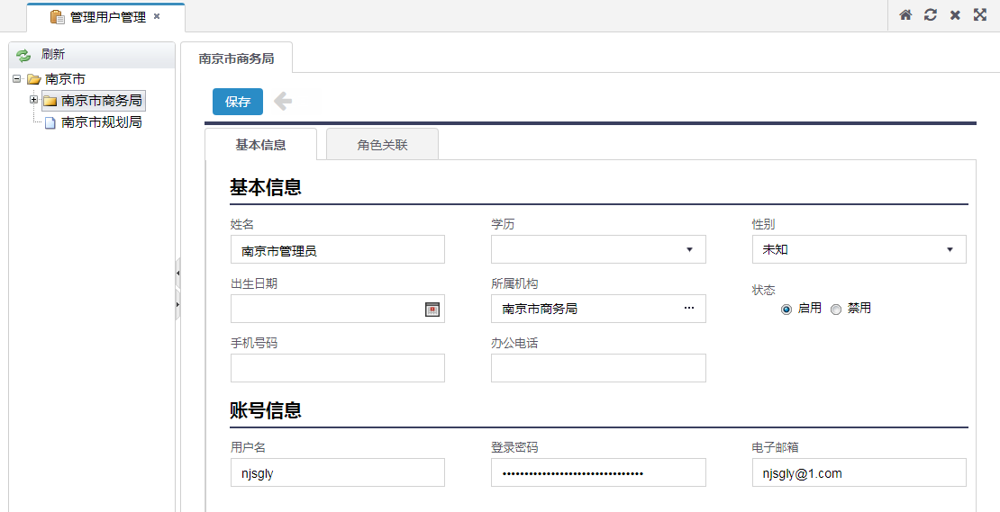 管理用户管理
刷新
南京市
南京市商务局
南京市规划局
南京市商务局
保存
基本信息 角色关联
基本信息
姓名 学历 性别
南京市管理员 未知
出生日期 所属机构 状态
南京市商务局 ... 启用 禁用
手机号码 办公电话
账号信息
用户名 登录密码 电子邮箱
njsgly •••••••••••••••••••••••••••••••• njsgly@1.com